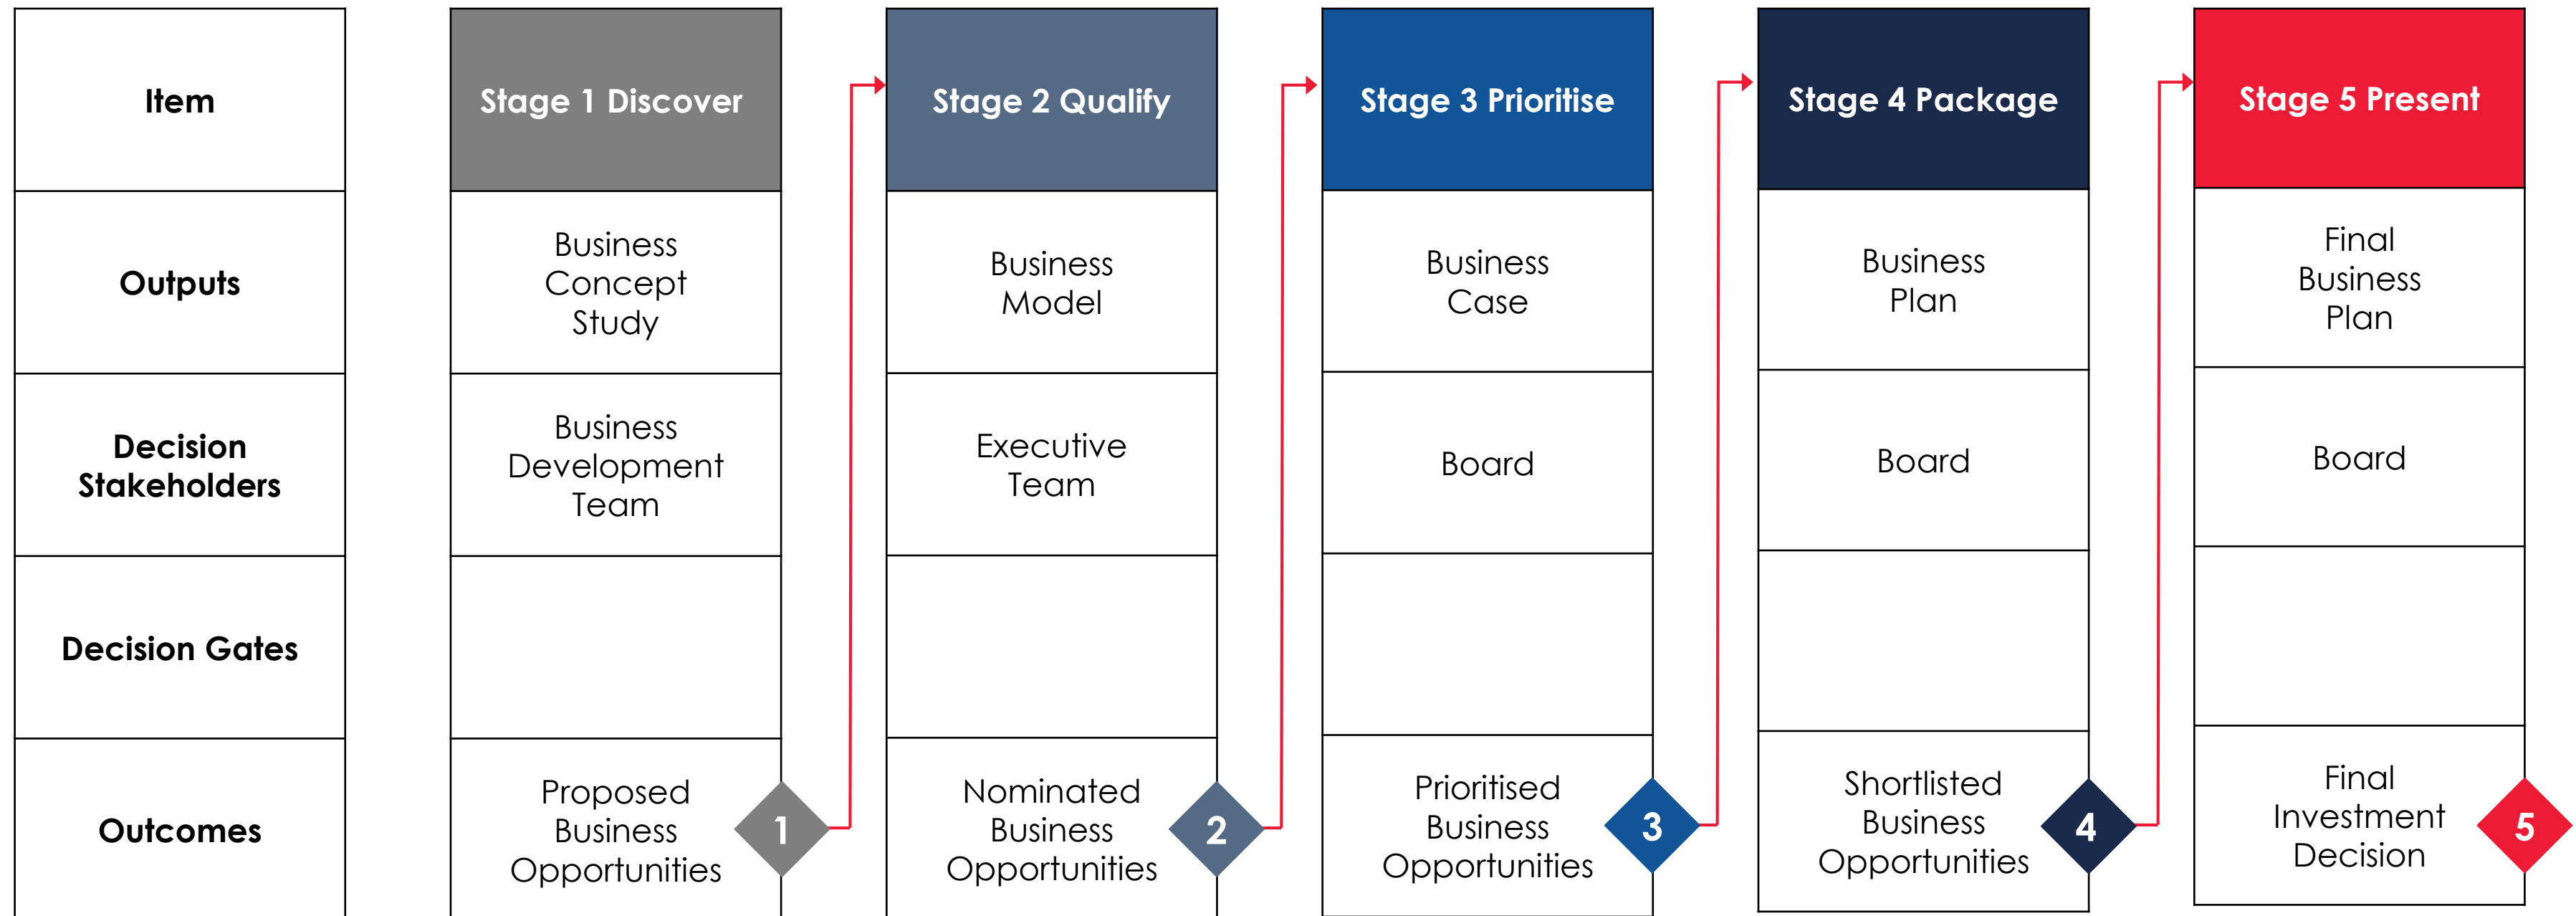 Item
Stage 1 Discover
Stage 2 Qualify
Stage 3 Prioritise
Stage 4 Package
Stage 5 Present
Outputs
Business
Concept
Study
Business
Model
Business
Case
Business
Plan
Final
Business
Plan
Decision
Stakeholders
Business
Development
Team
Executive
Team
Board
Board
Board
Decision Gates
Outcomes
Proposed
Business
Opportunities
1
Nominated
Business
Opportunities
2
Prioritised
Business
Opportunities
3
Shortlisted
Business
Opportunities
4
Final
Investment
Decision
5